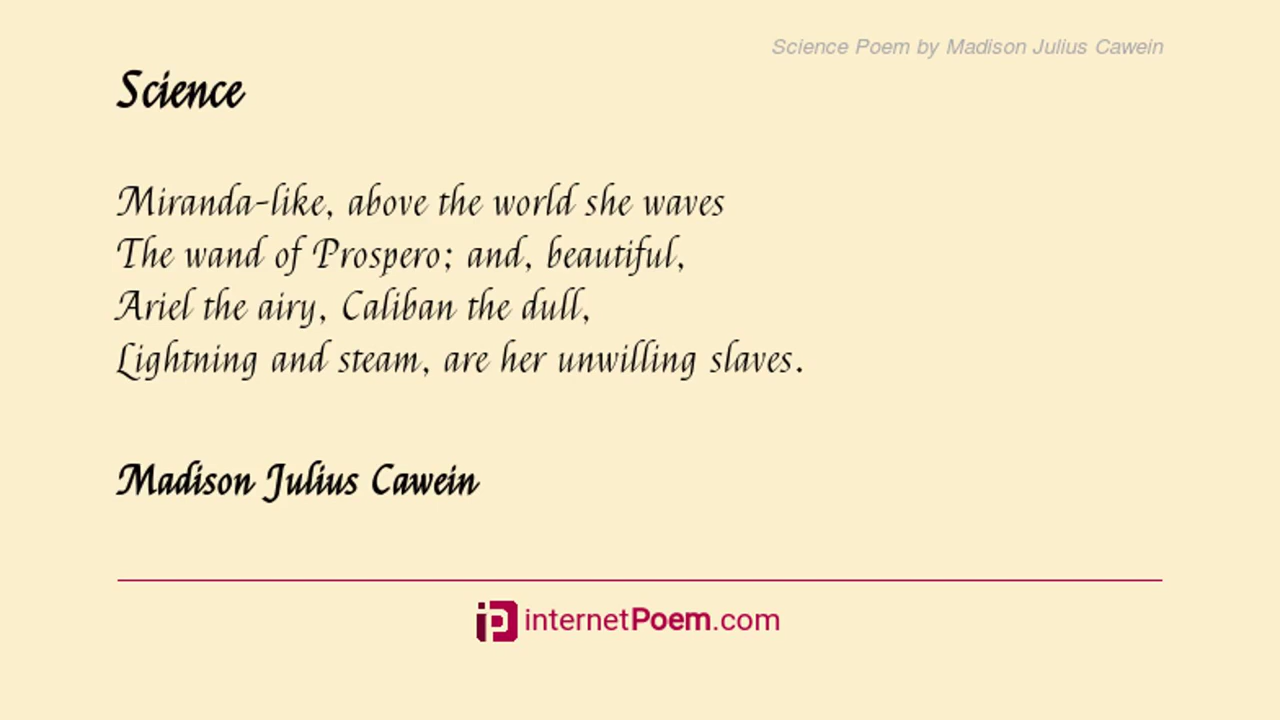 Science Poem by Madison Julius Cawein
Science
Miranda-like, above the world she waves
The wand of Prospero; and, beautiful,
Ariel the airy, Caliban the dull,
Lightning and steam, are her unwilling slaves.
Madison Julius Cawein
iP internetPoem.com